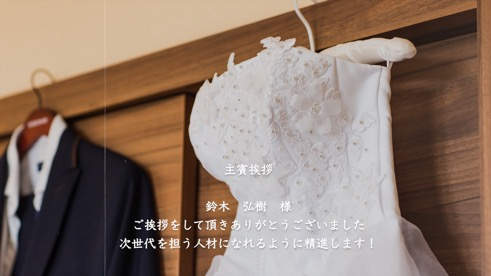 主賓挨拶
鈴木　弘樹　様
ご挨拶をして頂きありがとうございました
次世代を担う人材になれるように精進します！